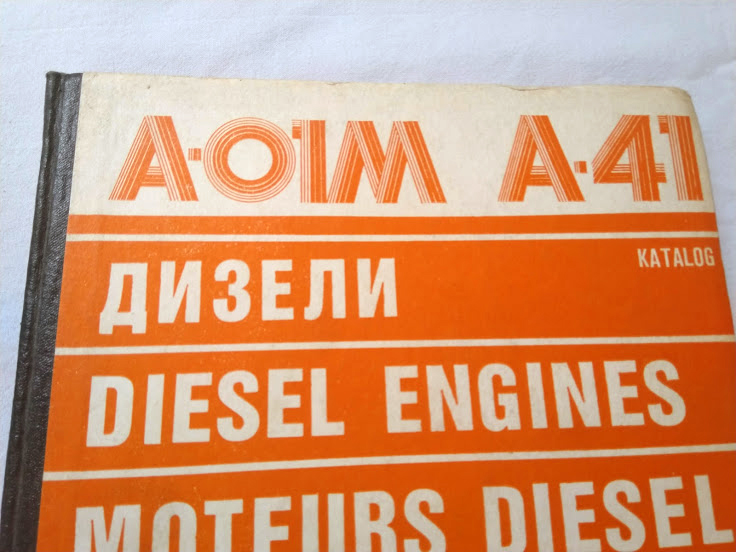 А-01М А-41
KATALOG
ДИЗЕЛИ
DIESEL ENGINES
MOTEURS DIESEL